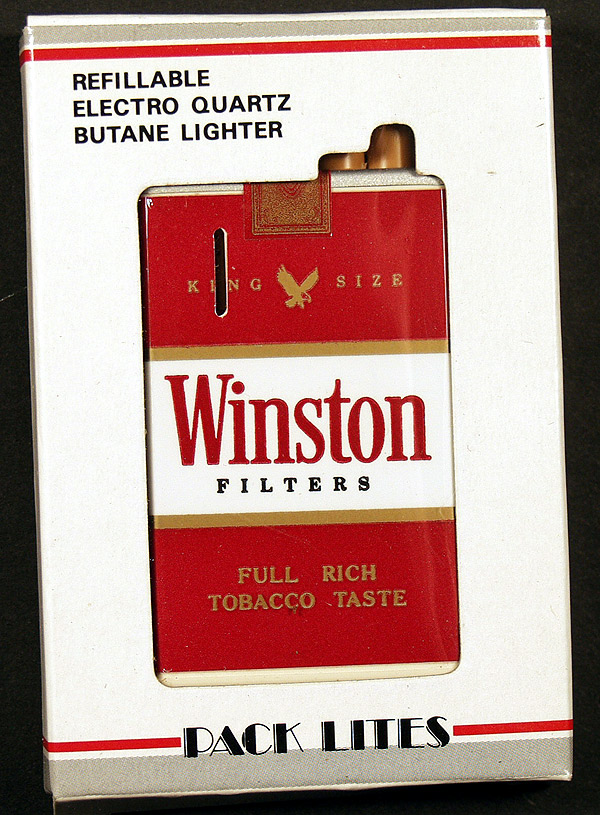 REFILLABLE
ELECTRO QUARTZ
BUTANE LIGHTER
KING SIZE
Winston
FILTERS
FULL RICH
TOBACCO TASTE
PACK LITES